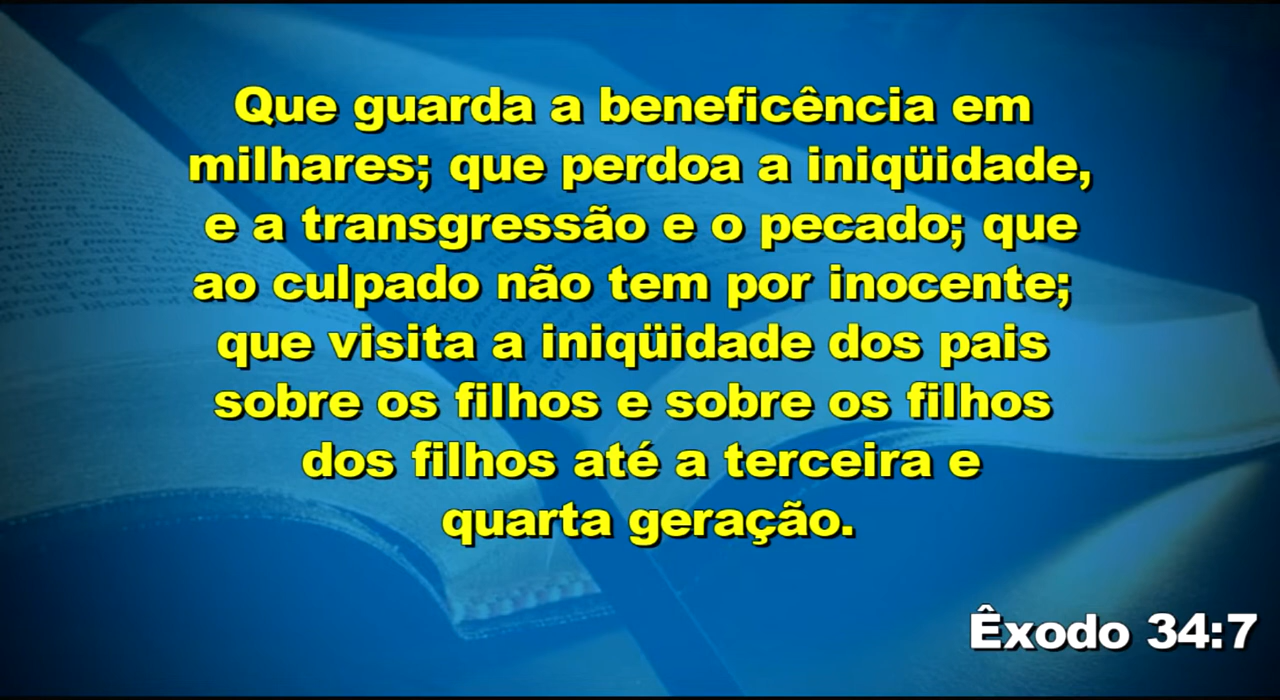 Que guarda a beneficência em
milhares; que perdoa a iniqüidade,
e a transgressão e o pecado; que
ao culpado não tem por inocente;
que visita a iniqüidade dos pais
sobre os filhos e sobre os filhos
dos filhos até a terceira e
quarta geração.
Êxodo 34:7